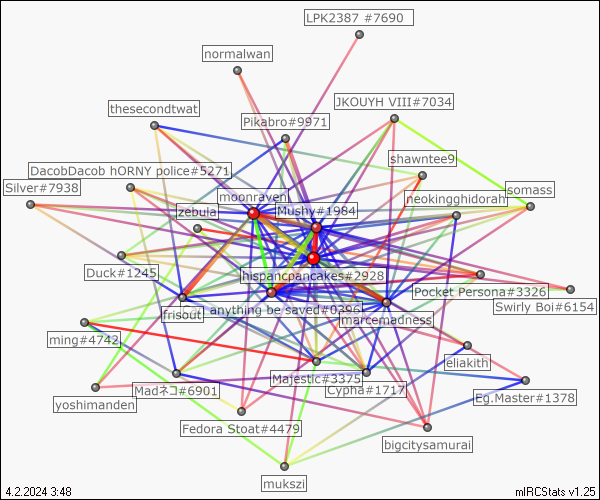 LPK2387 #7690
normalwan
JKOUYH VIII#7034
thesecondtwat
Pikabro#9971
shawntee9
DacobDacob hORNY police#5271
Silver#7938
moonraven
neokingghidorah
somass
zebula
Mushy#1984
Duck#1245
hispancpancakes#2928
Pocket Persona#3326
Swirly Boi#6154
frisout
anything be saved#0396
marcemadness
ming#4742
eliakith
Majestic#3375
Madネコ#6901
Cypha#1717
Eg.Master#1378
yoshimanden
Fedora Stoat#4479
bigcitysamurai
mukszi
4.2.2024 3:48
mIRCStats v1.25